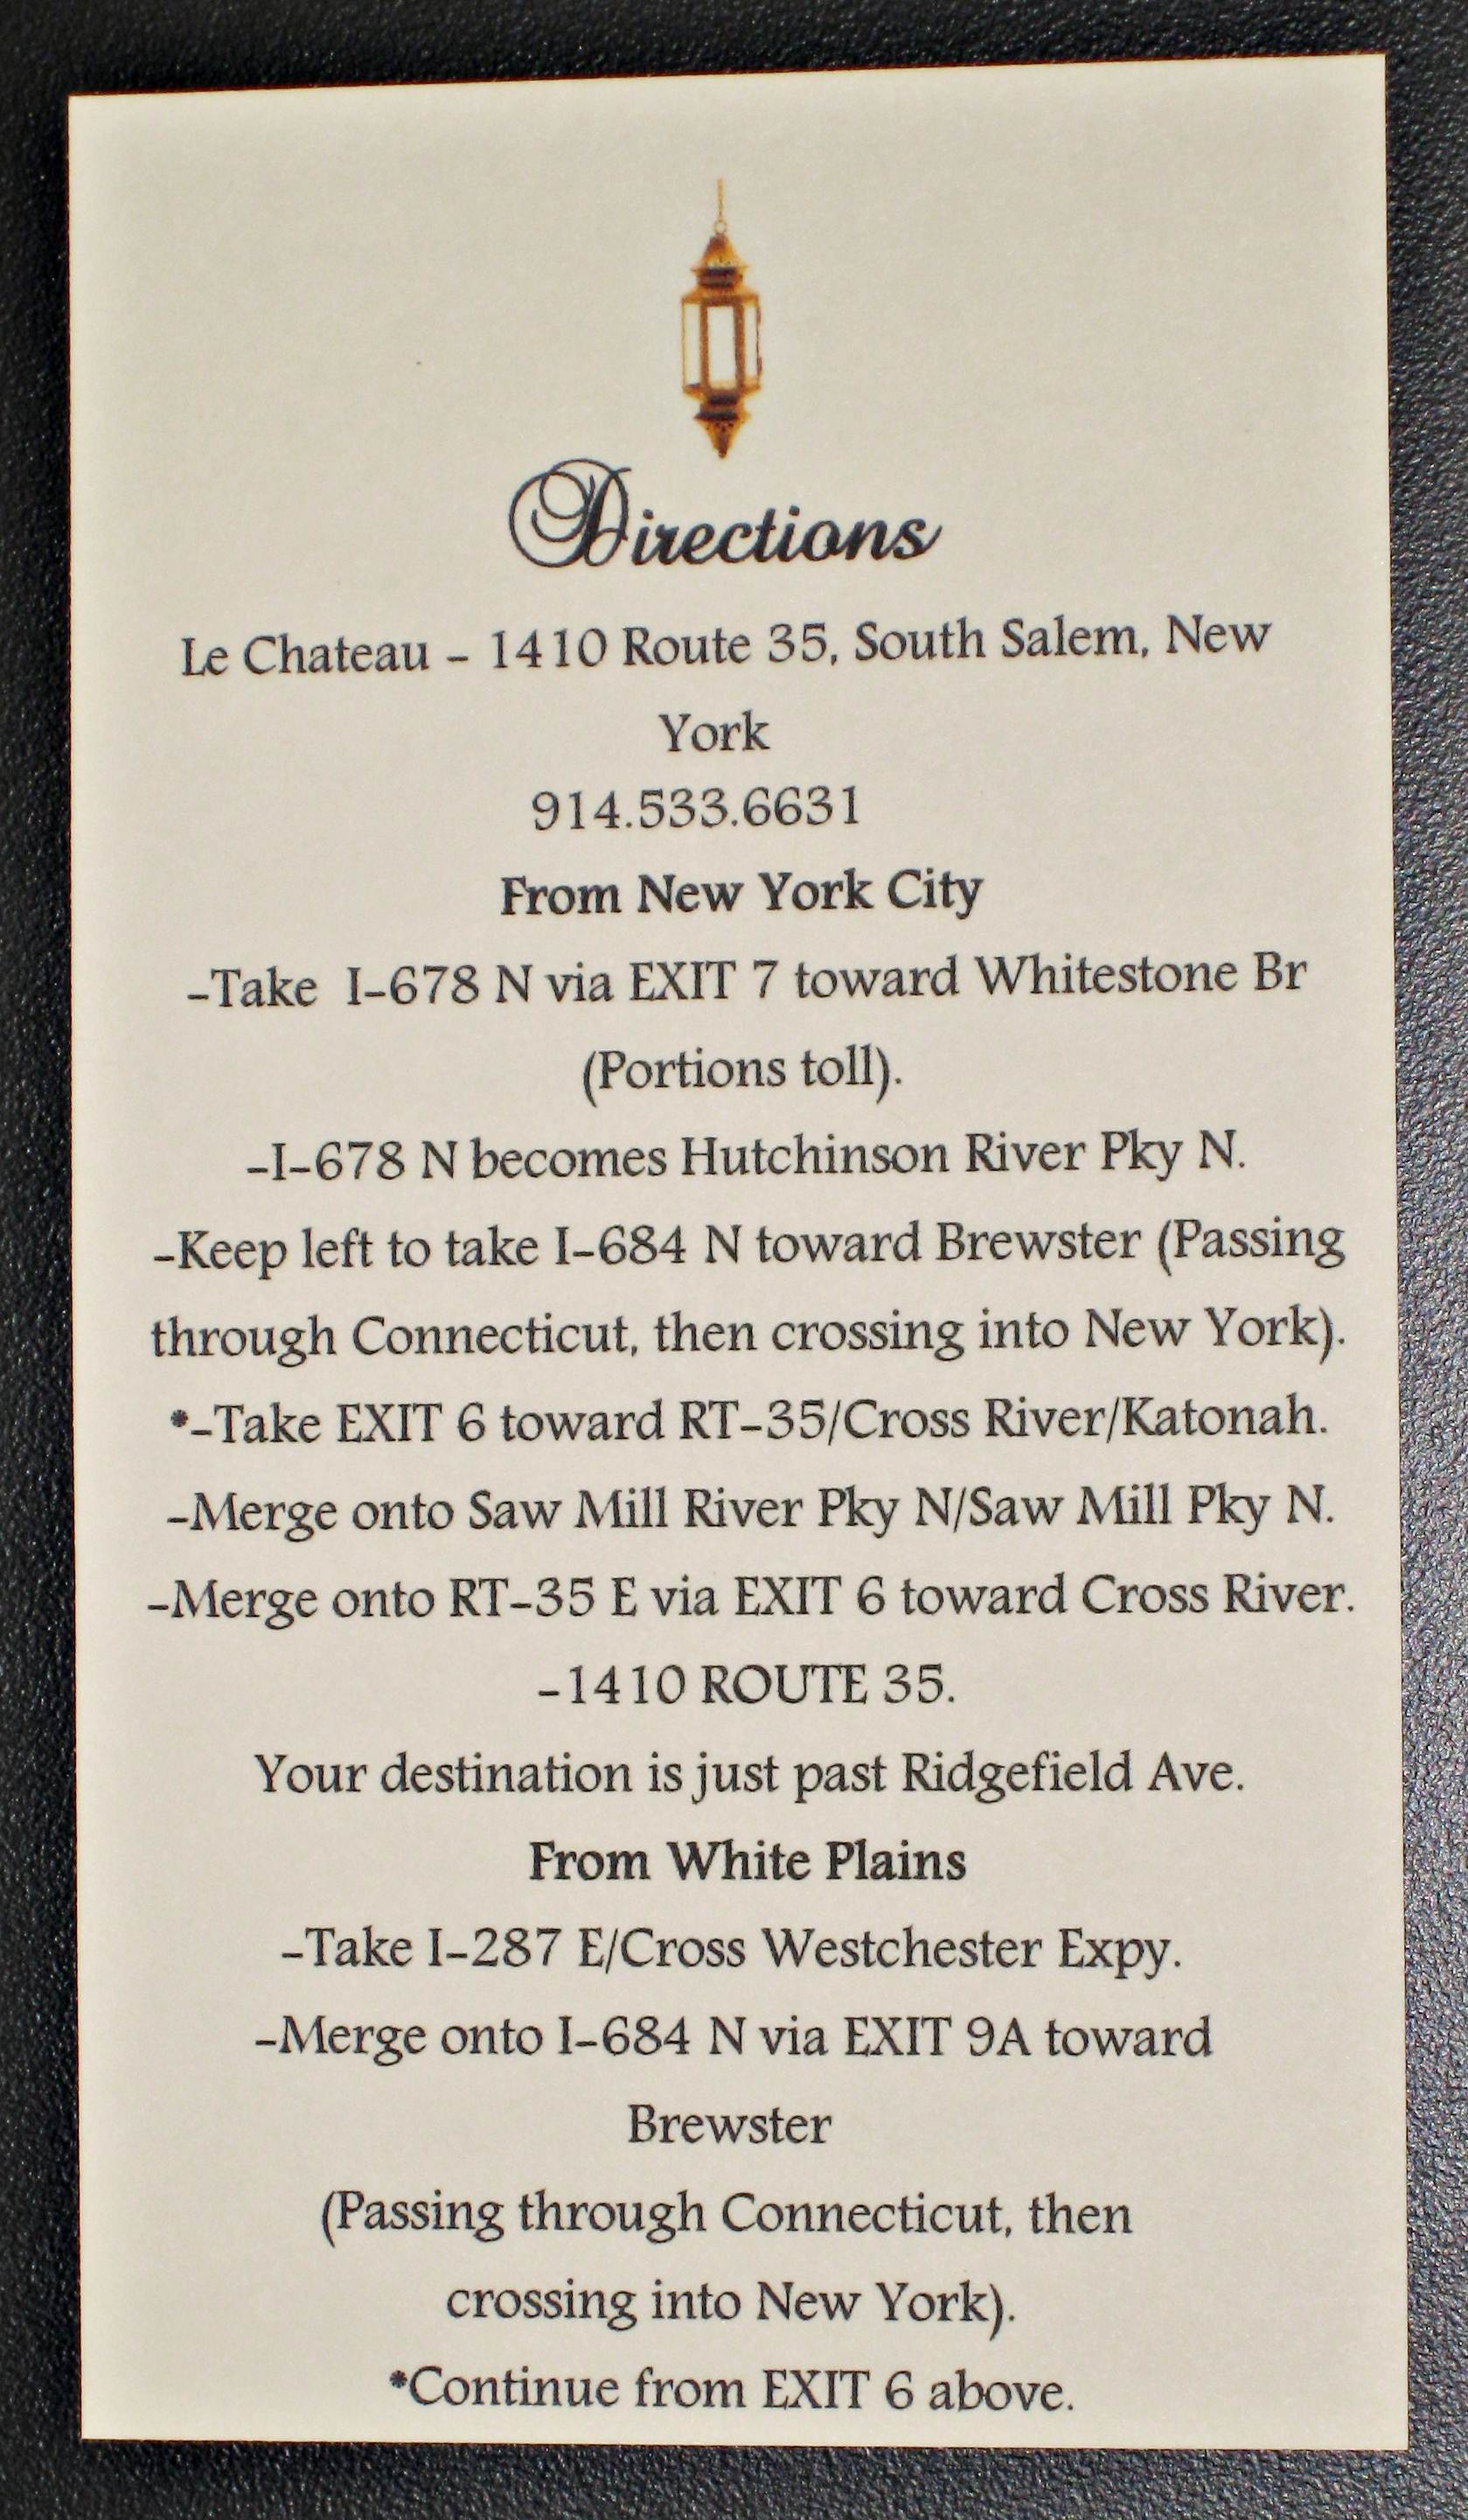 Directions
Le Chateau - 1410 Route 35, South Salem, New
York
914.533.6631
From New York City
-Take I-678 N via EXIT 7 toward Whitestone Br
(Portions toll).
-I-678 N becomes Hutchinson River Pky N.
-Keep left to take I-684 N toward Brewster (Passing
through Connecticut, then crossing into New York).
*-Take EXIT 6 toward RT-35/Cross River/Katonah.
-Merge onto Saw Mill River Pky N/Saw Mill Pky N.
-Merge onto RT-35 E via EXIT 6 toward Cross River.
-1410 ROUTE 35.
Your destination is just past Ridgefield Ave.
From White Plains
-Take I-287 E/Cross Westchester Expy.
-Merge onto I-684 N via EXIT 9A toward
Brewster
(Passing through Connecticut, then
crossing into New York).
*Continue from EXIT 6 above.